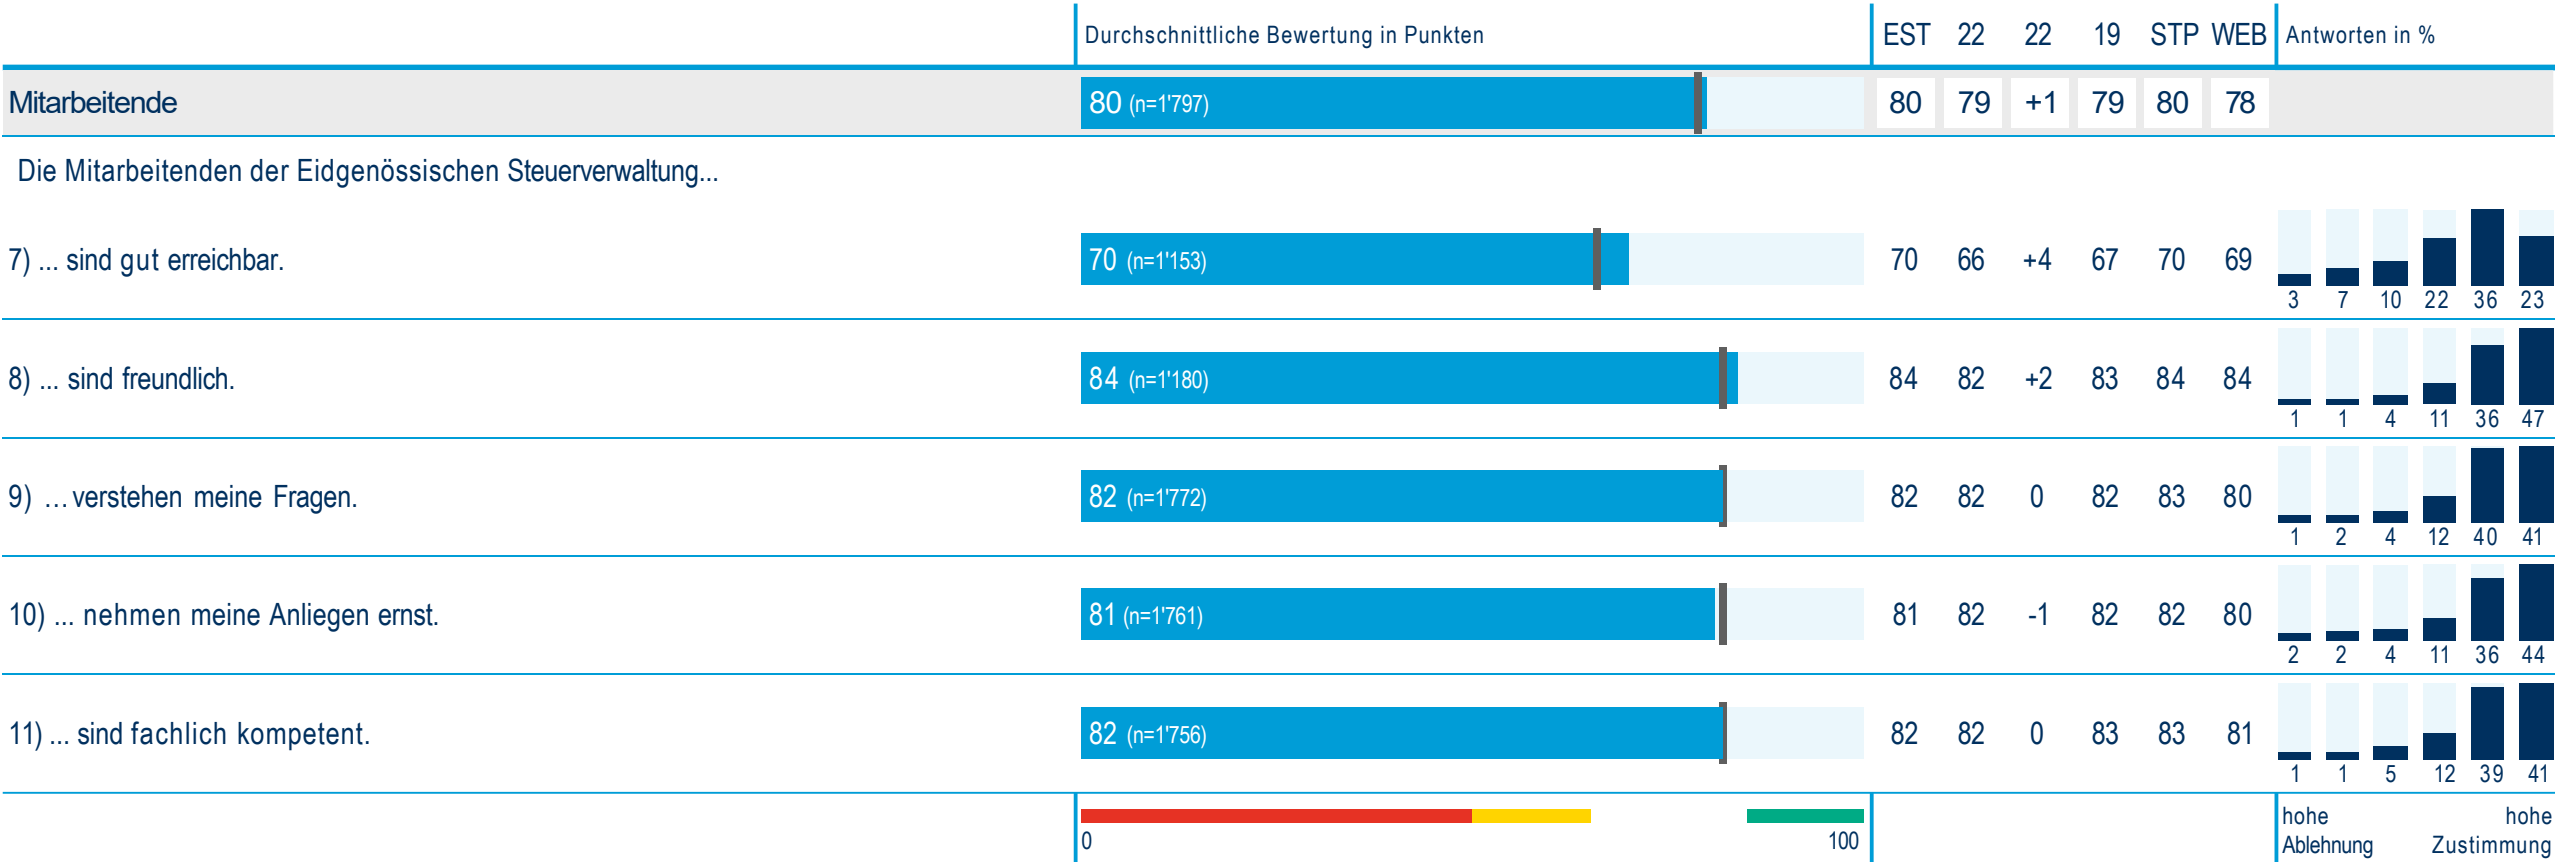 Durchschnittliche Bewertung in Punkten EST 22 22 19 STP WEB Antworten in %
Mitarbeitende 80 (n=1'797) 80 79 +1 79 80 78
Die Mitarbeitenden der Eidgenössischen Steuerverwaltung...
7) ... sind gut erreichbar. 70 (n=1'153) 70 66 +4 67 70 69
3 7 10 22 36 23
8) ... sind freundlich. 84 (n=1'180) 84 82 +2 83 84 84
1 1 4 11 36 47
9) ...verstehen meine Fragen. 82 (n=1'772) 82 82 0 82 83 80
1 2 4 12 40 41
10) ... nehmen meine Anliegen ernst. 81 (n=1'761) 81 82 -1 82 82 80
2 2 4 11 36 44
11) ... sind fachlich kompetent. 82 (n=1'756) 82 82 0 83 83 81
1 1 5 12 39 41
0 100
hohe hohe
Ablehnung Zustimmung